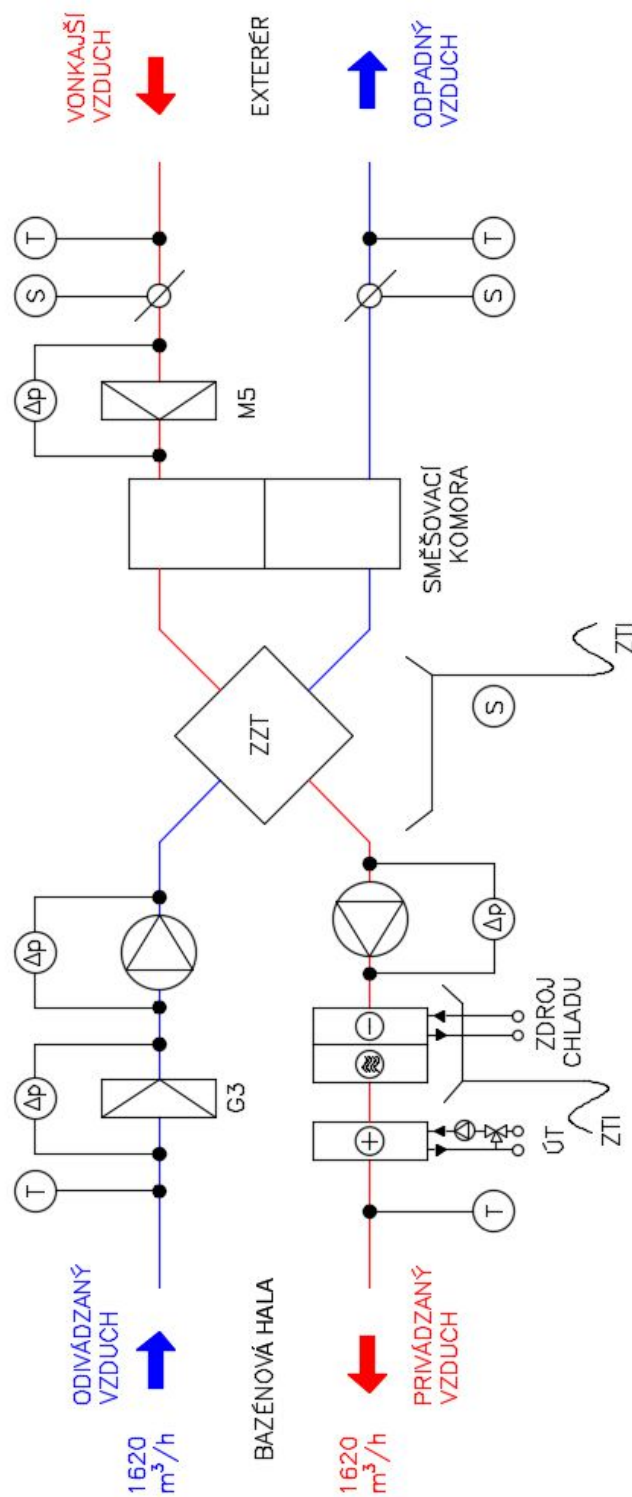 VONKAJŠÍ
VZDUCH
EXTERÉR
ODPADNÝ
VZDUCH
T
S
Δp
M5
T
S
SMĚŠOVACÍ
KOMORA
ZZT
S
ZTI
Δp
Δp
G3
T
Δp
ZDROJ
CHLADU
ÚT
ZTI
T
ODIVÁDZANÝ
VZDUCH
BAZÉNOVÁ HALA
PRIVÁDZANÝ
VZDUCH
1620
m³/h
1620
m³/h